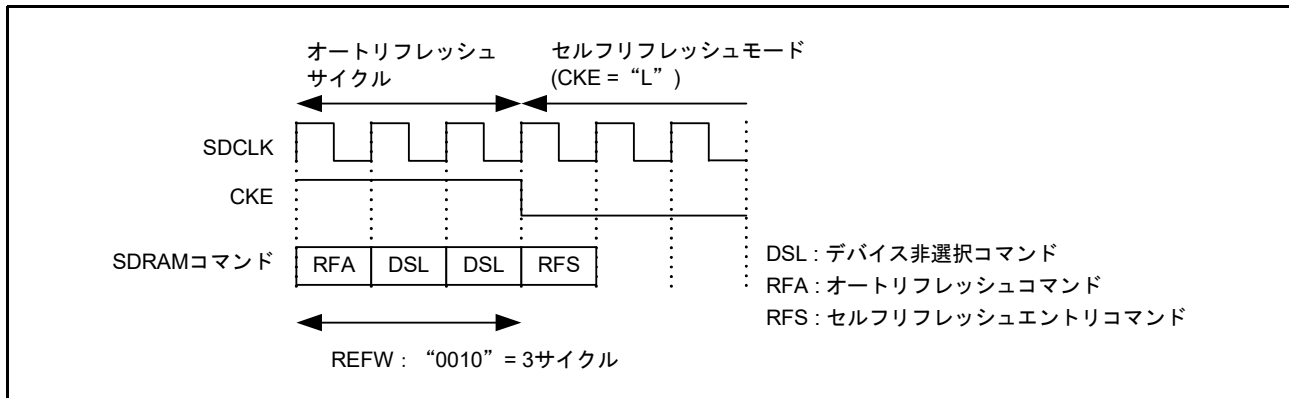 オートリフレッシュ
サイクル
セルフリフレッシュモード
(CKE = “L” )
SDCLK
CKE
SDRAMコマンド
RFA DSL DSL RFS
DSL : デバイス非選択コマンド
RFA : オートリフレッシュコマンド
RFS : セルフリフレッシュエントリコマンド
REFW : “0010” = 3サイクル